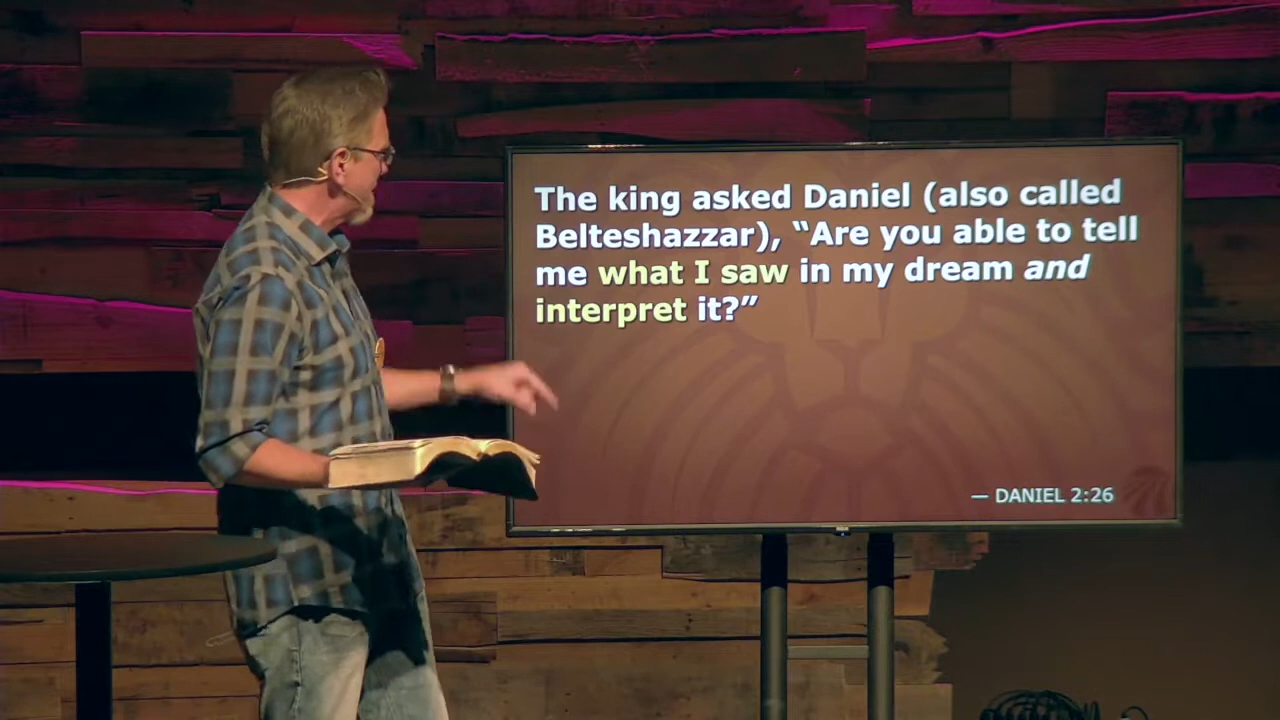 The king asked Daniel (also called
Belteshazzar), “Are you able to tell
me what I saw in my dream and
interpret it?”
— DANIEL 2:26